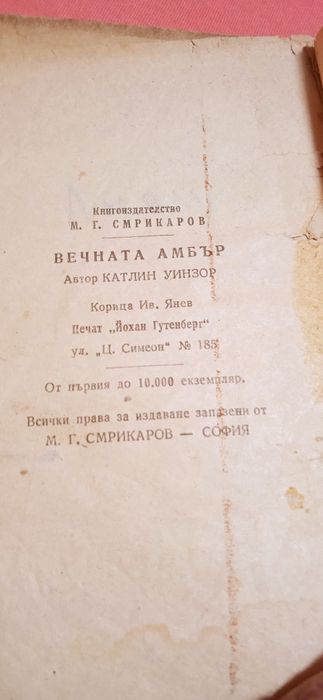 Книгоиздателство
М. Г. СМРИКАРОВ
ВЕЧНАТА АМБЪР
Автор КАТЛИН УИНЗОР
Корица Ив. Янев
Печат „Йохан Гутенберг“
ул. „Ц. Симеон“ № 185
От първия до 10.000 екземпляр.
Всички права за издаване запазени от
М. Г. СМРИКАРОВ — СОФИЯ